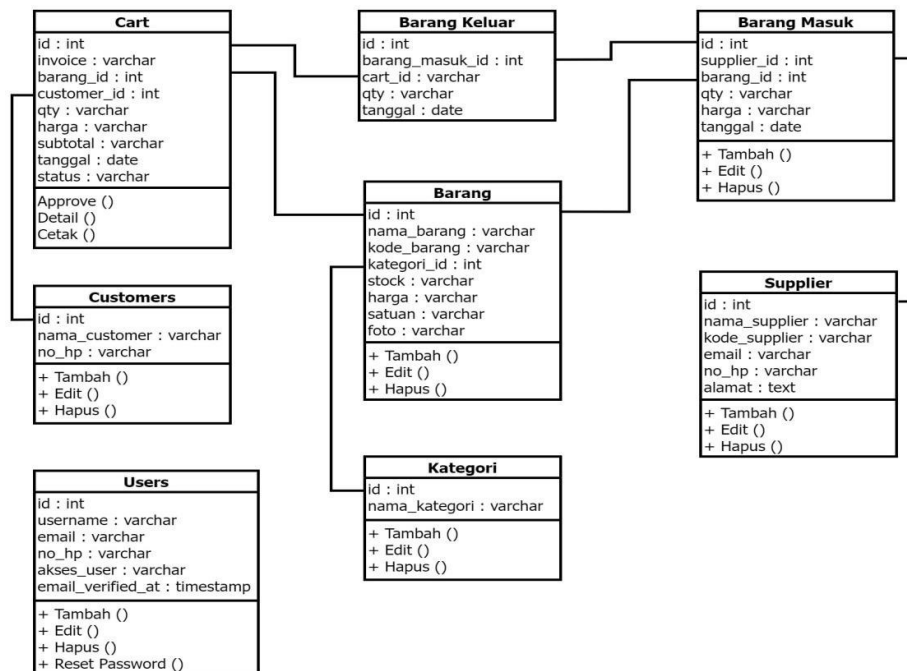 Cart
id : int
invoice : varchar
barang_id : int
customer_id : int
qty : varchar
harga : varchar
subtotal : varchar
tanggal : date
status : varchar
Approve ()
Detail ()
Cetak ()
Barang Keluar
id : int
barang_masuk_id : int
cart_id : varchar
qty : varchar
tanggal : date
Barang Masuk
id : int
supplier_id : int
barang_id : int
qty : varchar
harga : varchar
tanggal : date
+ Tambah ()
+ Edit ()
+ Hapus ()
Barang
id : int
nama_barang : varchar
kode_barang : varchar
kategori_id : int
stock : varchar
harga : varchar
satuan : varchar
foto : varchar
+ Tambah ()
+ Edit ()
+ Hapus ()
Customers
id : int
nama_customer : varchar
no_hp : varchar
+ Tambah ()
+ Edit ()
+ Hapus ()
Supplier
id : int
nama_supplier : varchar
kode_supplier : varchar
email : varchar
no_hp : varchar
alamat : text
+ Tambah ()
+ Edit ()
+ Hapus ()
Users
id : int
username : varchar
email : varchar
no_hp : varchar
akses_user : varchar
email_verified_at : timestamp
+ Tambah ()
+ Edit ()
+ Hapus ()
+ Reset Password ()
Kategori
id : int
nama_kategori : varchar
+ Tambah ()
+ Edit ()
+ Hapus ()